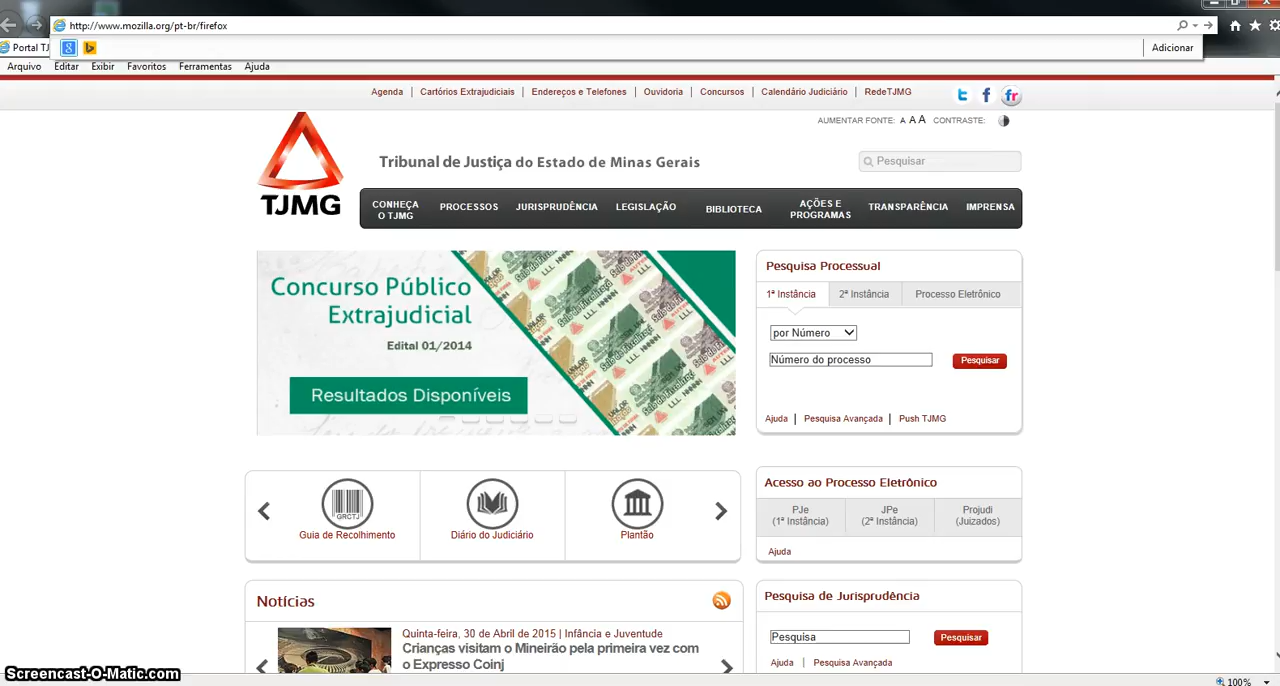 http://www.mozilla.org/pt-br/firefox
Portal TJ
Adicionar
Arquivo Editar Exibir Favoritos Ferramentas Ajuda
Agenda | Cartórios Extrajudiciais | Endereços e Telefones | Ouvidoria | Concursos | Calendário Judiciário | RedeTJMG
AUMENTAR FONTE: A A A CONTRASTE:
Tribunal de Justiça do Estado de Minas Gerais
Pesquisar
TJMG
CONHEÇA O TJMG
PROCESSOS
JURISPRUDÊNCIA
LEGISLAÇÃO
BIBLIOTECA
AÇÕES E PROGRAMAS
TRANSPARÊNCIA
IMPRENSA
Concurso Público
Extrajudicial
Edital 01/2014
Resultados Disponíveis
Pesquisa Processual
1ª Instância 2ª Instância Processo Eletrônico
por Número
Número do processo
Pesquisar
Ajuda | Pesquisa Avançada | Push TJMG
GRCTJ
Guia de Recolhimento
Diário do Judiciário
Plantão
Acesso ao Processo Eletrônico
PJe
(1ª Instância)
JPe
(2ª Instância)
Projudi
(Juizados)
Ajuda
Notícias
Quinta-feira, 30 de Abril de 2015 | Infância e Juventude
Crianças visitam o Mineirão pela primeira vez com
o Expresso Coinj
Pesquisa de Jurisprudência
Pesquisa
Pesquisar
Ajuda | Pesquisa Avançada
Screencast-O-Matic.com
100%